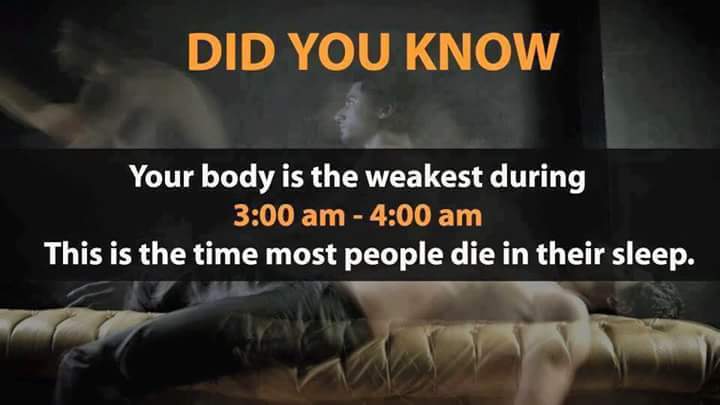 DID YOU KNOW
Your body is the weakest during
3:00 am - 4:00 am
This is the time most people die in their sleep.